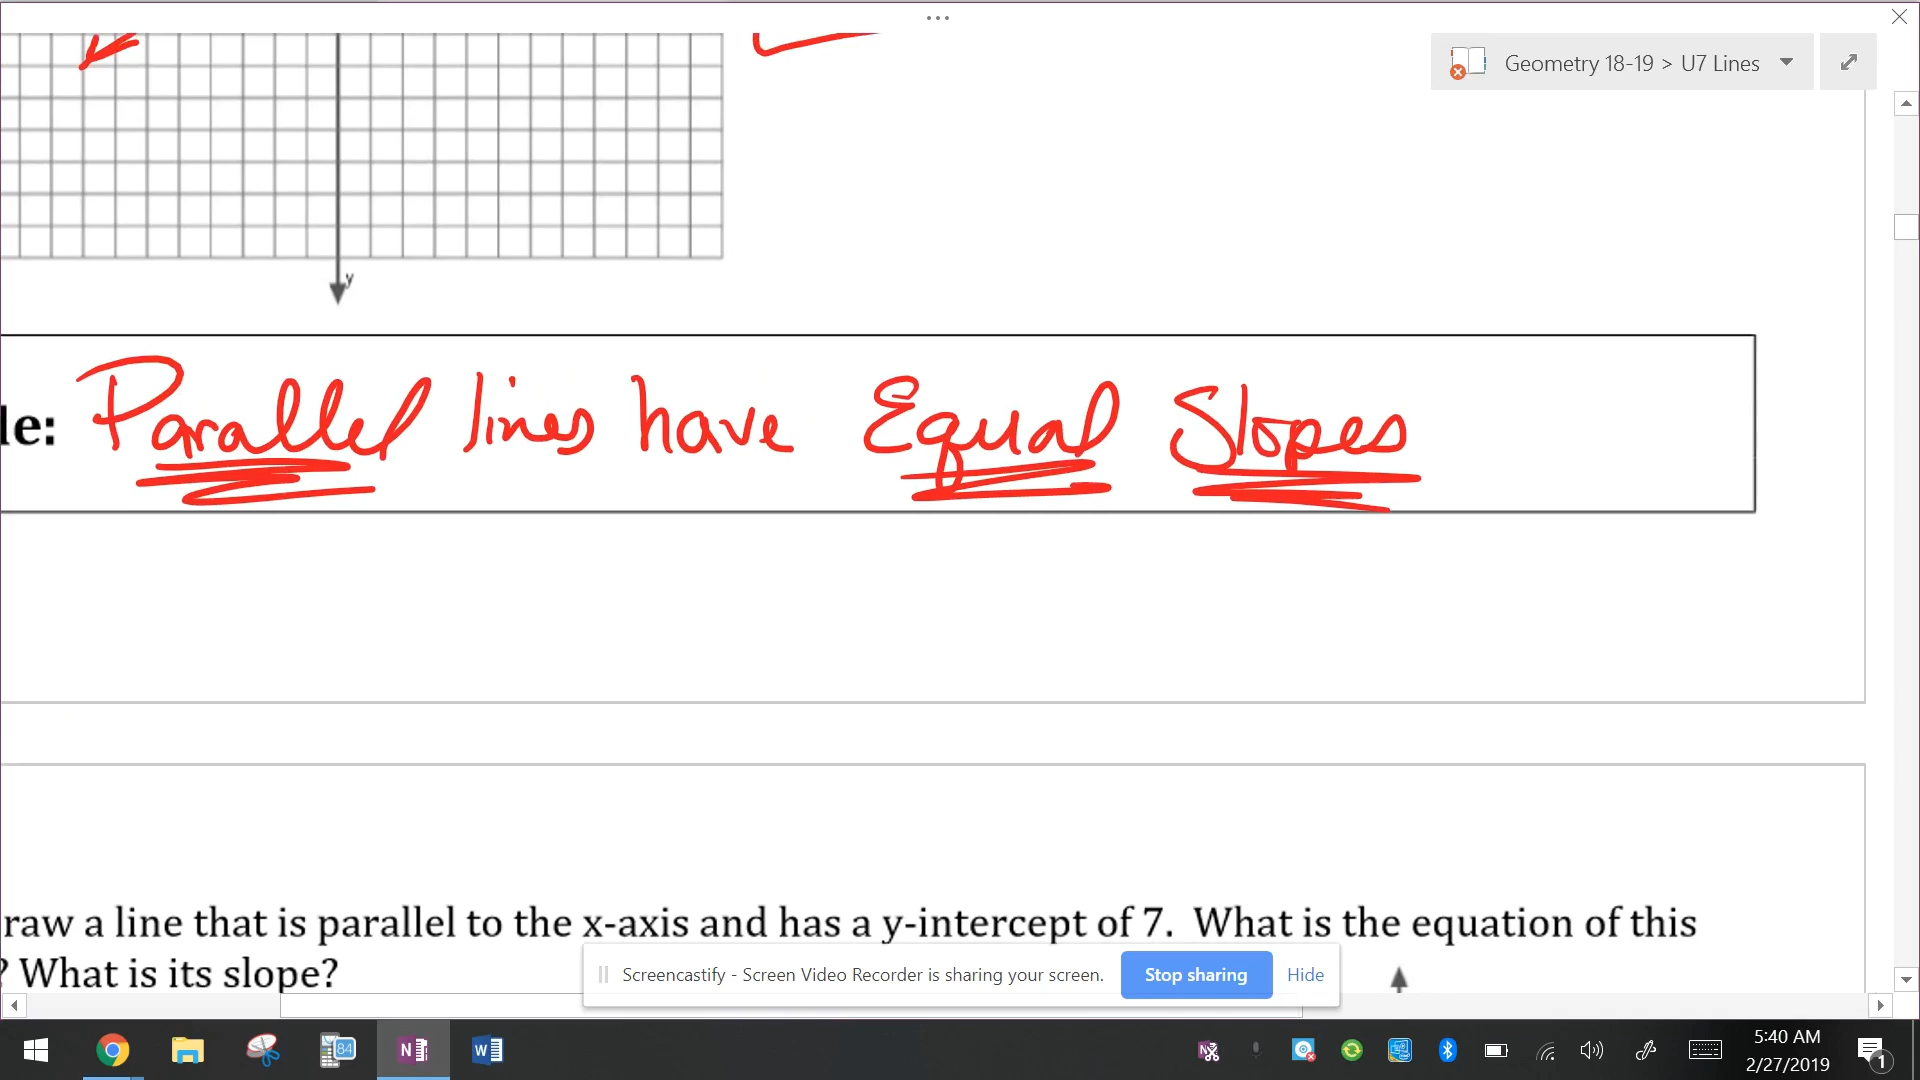 Geometry 18-19 > U7 Lines
y
le: Parallel lines have Equal Slopes
raw a line that is parallel to the x-axis and has a y-intercept of 7. What is the equation of this
? What is its slope?
Screencastify - Screen Video Recorder is sharing your screen. Stop sharing Hide
84
N
W
5:40 AM
2/27/2019
1